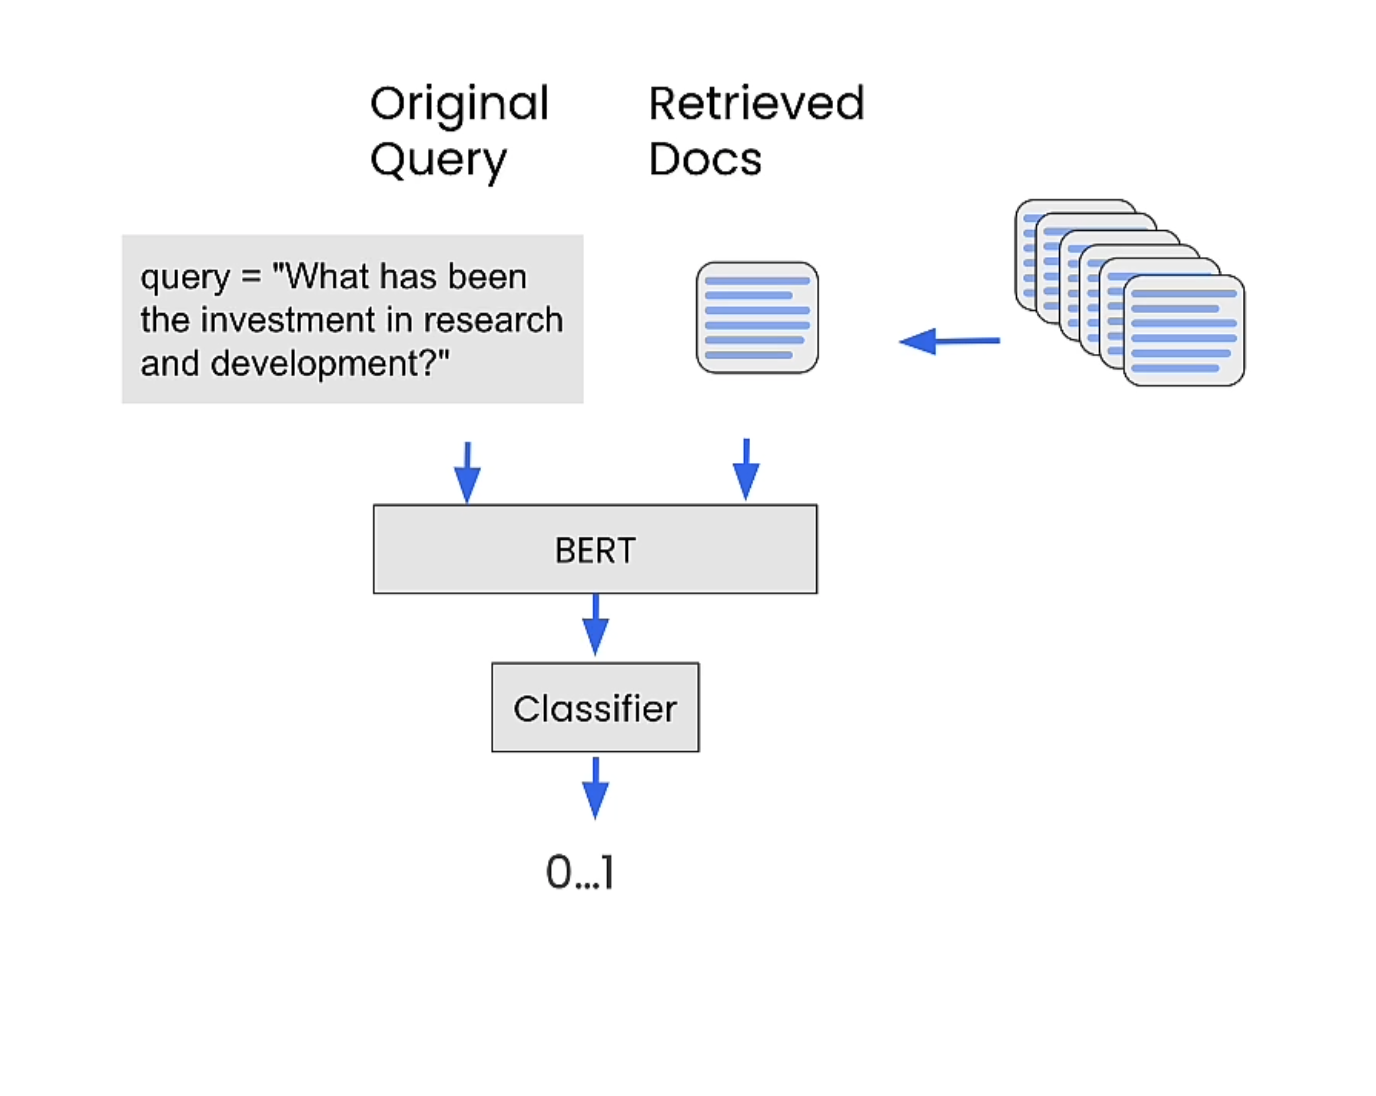 Original
Query
Retrieved
Docs
query = "What has been
the investment in research
and development?"
BERT
Classifier
0...1